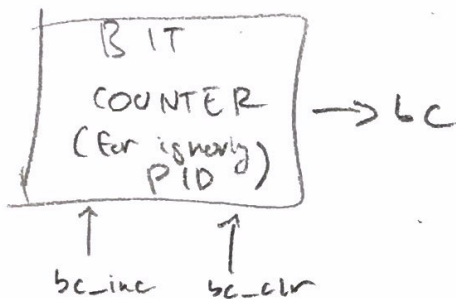 BIT
COUNTER → bc
(for ignoring
PID)
bc_inc bc_clr